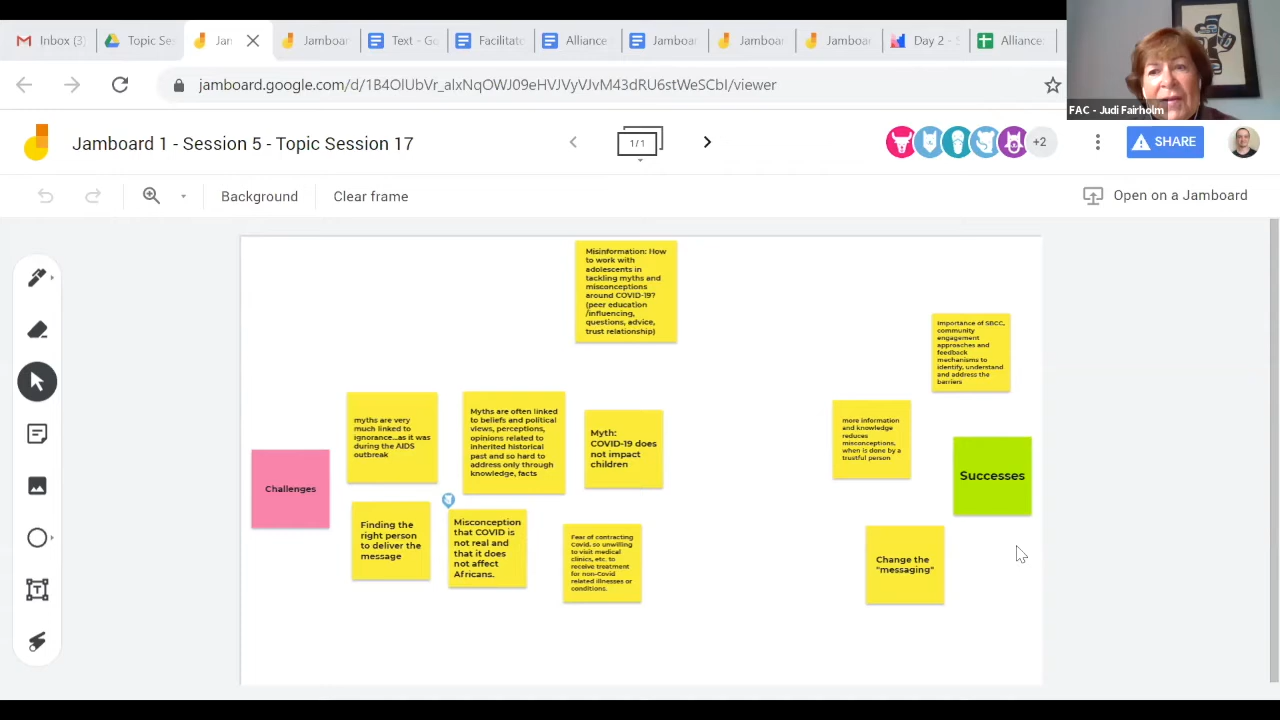 Inbox (3)
Topic Se
Jan
Jamboar
Text - Go
Facilitato
Alliance
Jamboa
Jamboar
Jamboar
Day 2 - S
Alliance:
jamboard.google.com/d/1B4OlUbVr_aixNqOWJ09eHVJVyVJvM43dRU6stWeSCbI/viewer
FAC - Judi Fairholm
Jamboard 1 - Session 5 - Topic Session 17
1/1
+2
SHARE
Background
Clear frame
Open on a Jamboard
Misinformation: How
to work with
adolescents in
tackling myths and
misconceptions
around COVID-19?
(peer education
/influencing,
questions, advice,
trust relationship)
Importance of SBCC,
community
engagement
approaches and
feedback
mechanisms to
identify, understand
and address the
barriers
myths are very
much linked to
ignorance...as it was
during the AIDS
outbreak
Myths are often linked
to beliefs and political
views, perceptions,
opinions related to
inherited historical
past and so hard to
address only through
knowledge, facts
Myth:
COVID-19 does
not impact
children
more information
and knowledge
reduces
misconceptions,
when is done by a
trustful person
Challenges
Successes
Finding the
right person
to deliver the
message
Misconception
that COVID is
not real and
that it does
not affect
Africans.
Fear of contracting
Covid, so unwilling
to visit medical
clinics, etc. to
receive treatment
for non-Covid
related illnesses or
conditions.
Change the
"messaging"